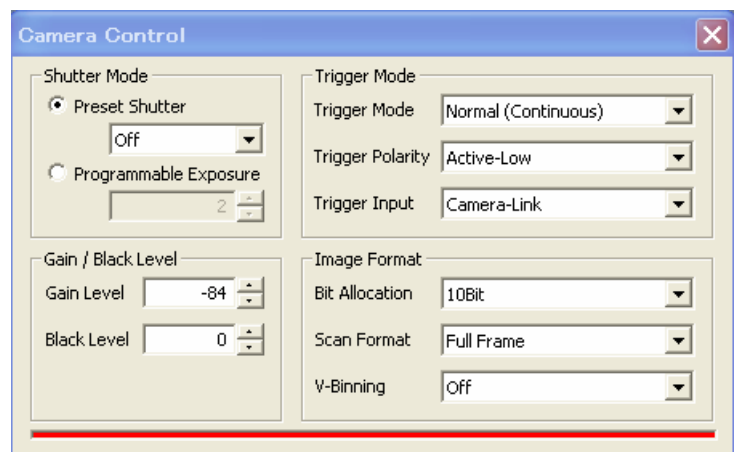 Camera Control
Shutter Mode
Preset Shutter
Off
Programmable Exposure
2
Trigger Mode
Trigger Mode Normal (Continuous)
Trigger Polarity Active-Low
Trigger Input Camera-Link
Gain / Black Level
Gain Level -84
Black Level 0
Image Format
Bit Allocation 10Bit
Scan Format Full Frame
V-Binning Off